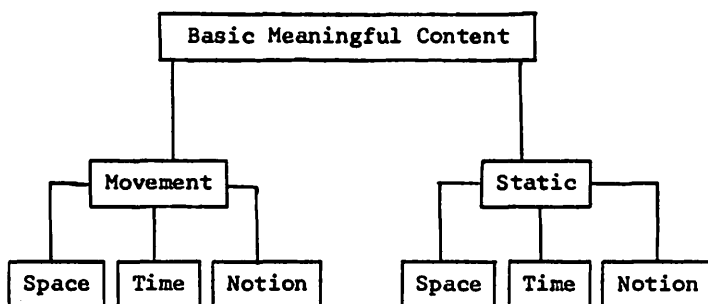 Basic Meaningful Content
Movement Static
Space Time Notion Space Time Notion